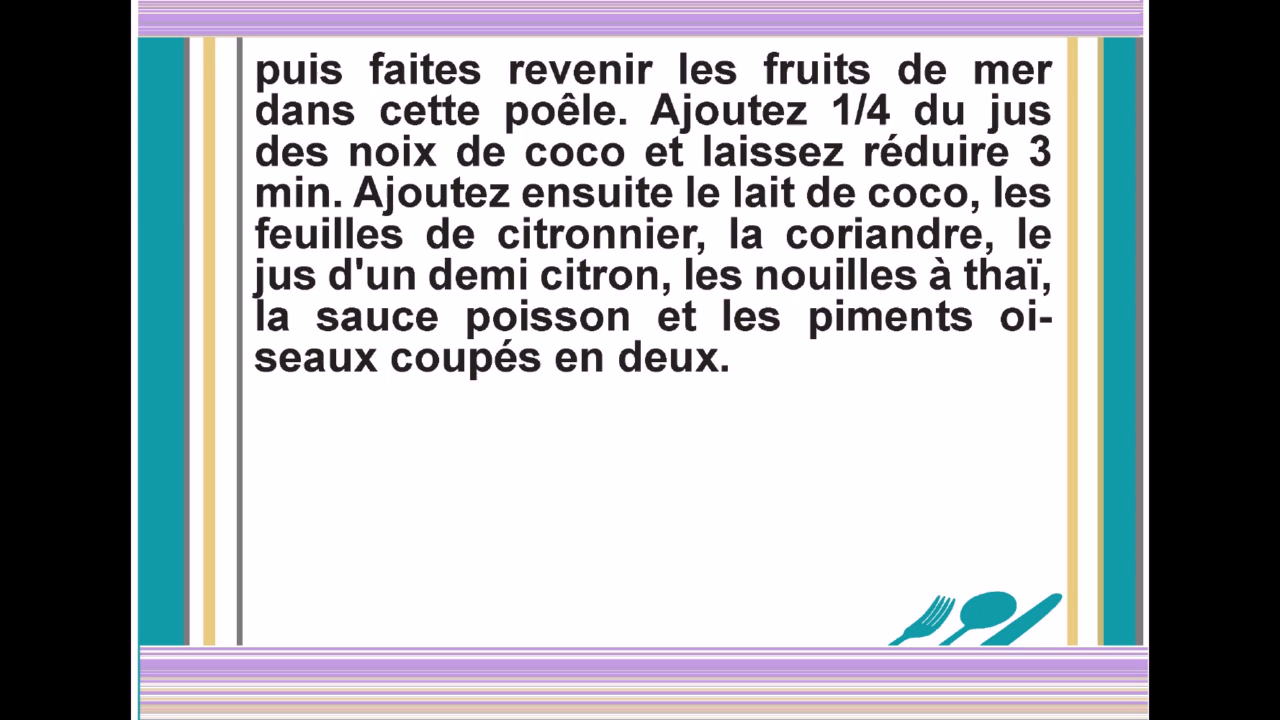 puis faites revenir les fruits de mer
dans cette poêle. Ajoutez 1/4 du jus
des noix de coco et laissez réduire 3
min. Ajoutez ensuite le lait de coco, les
feuilles de citronnier, la coriandre, le
jus d'un demi citron, les nouilles à thaï,
la sauce poisson et les piments oi-
seaux coupés en deux.